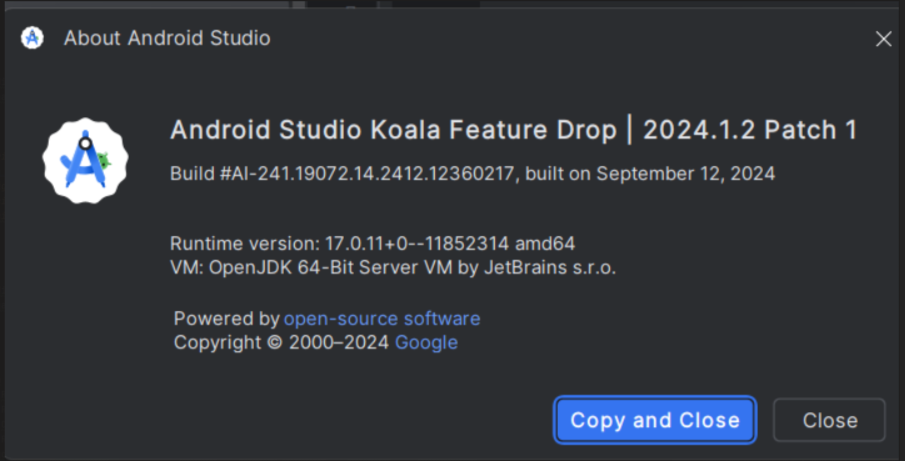 About Android Studio
Android Studio Koala Feature Drop | 2024.1.2 Patch 1
Build #AI-241.19072.14.2412.12360217, built on September 12, 2024
Runtime version: 17.0.11+0--11852314 amd64
VM: OpenJDK 64-Bit Server VM by JetBrains s.r.o.
Powered by open-source software
Copyright © 2000–2024 Google
Copy and Close
Close